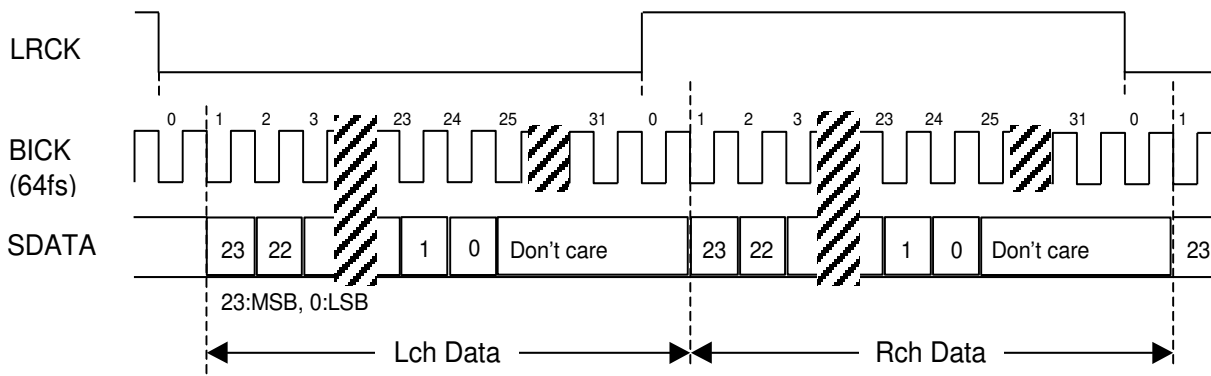 LRCK
0 1 2 3 23 24 25 31 0 1 2 3 23 24 25 31 0 1
BICK
(64fs)
SDATA 23 22 1 0 Don't care 23 22 1 0 Don't care 23
23:MSB, 0:LSB
Lch Data Rch Data